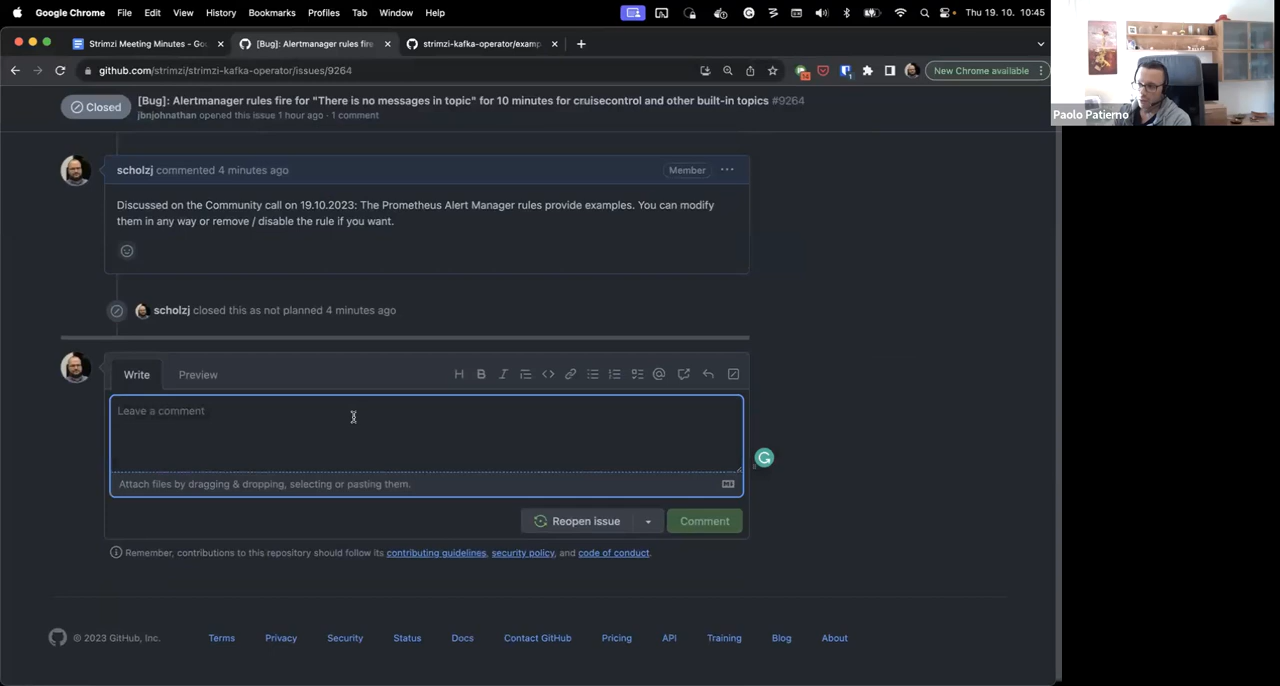 Google Chrome File Edit View History Bookmarks Profiles Tab Window Help Thu 19. 10. 10:45
Strimzi Meeting Minutes - Go [Bug]: Alertmanager rules fire strimzi-kafka-operator/examp
github.com/strimzi/strimzi-kafka-operator/issues/9264 New Chrome available
Paolo Patierno
Closed
[Bug]: Alertmanager rules fire for "There is no messages in topic" for 10 minutes for cruisecontrol and other built-in topics #9264
jbnjohnathan opened this issue 1 hour ago · 1 comment
scholzj commented 4 minutes ago Member
Discussed on the Community call on 19.10.2023: The Prometheus Alert Manager rules provide examples. You can modify
them in any way or remove / disable the rule if you want.
scholzj closed this as not planned 4 minutes ago
Write Preview
Leave a comment
Attach files by dragging & dropping, selecting or pasting them.
Reopen issue Comment
Remember, contributions to this repository should follow its contributing guidelines, security policy, and code of conduct.
© 2023 GitHub, Inc. Terms Privacy Security Status Docs Contact GitHub Pricing API Training Blog About